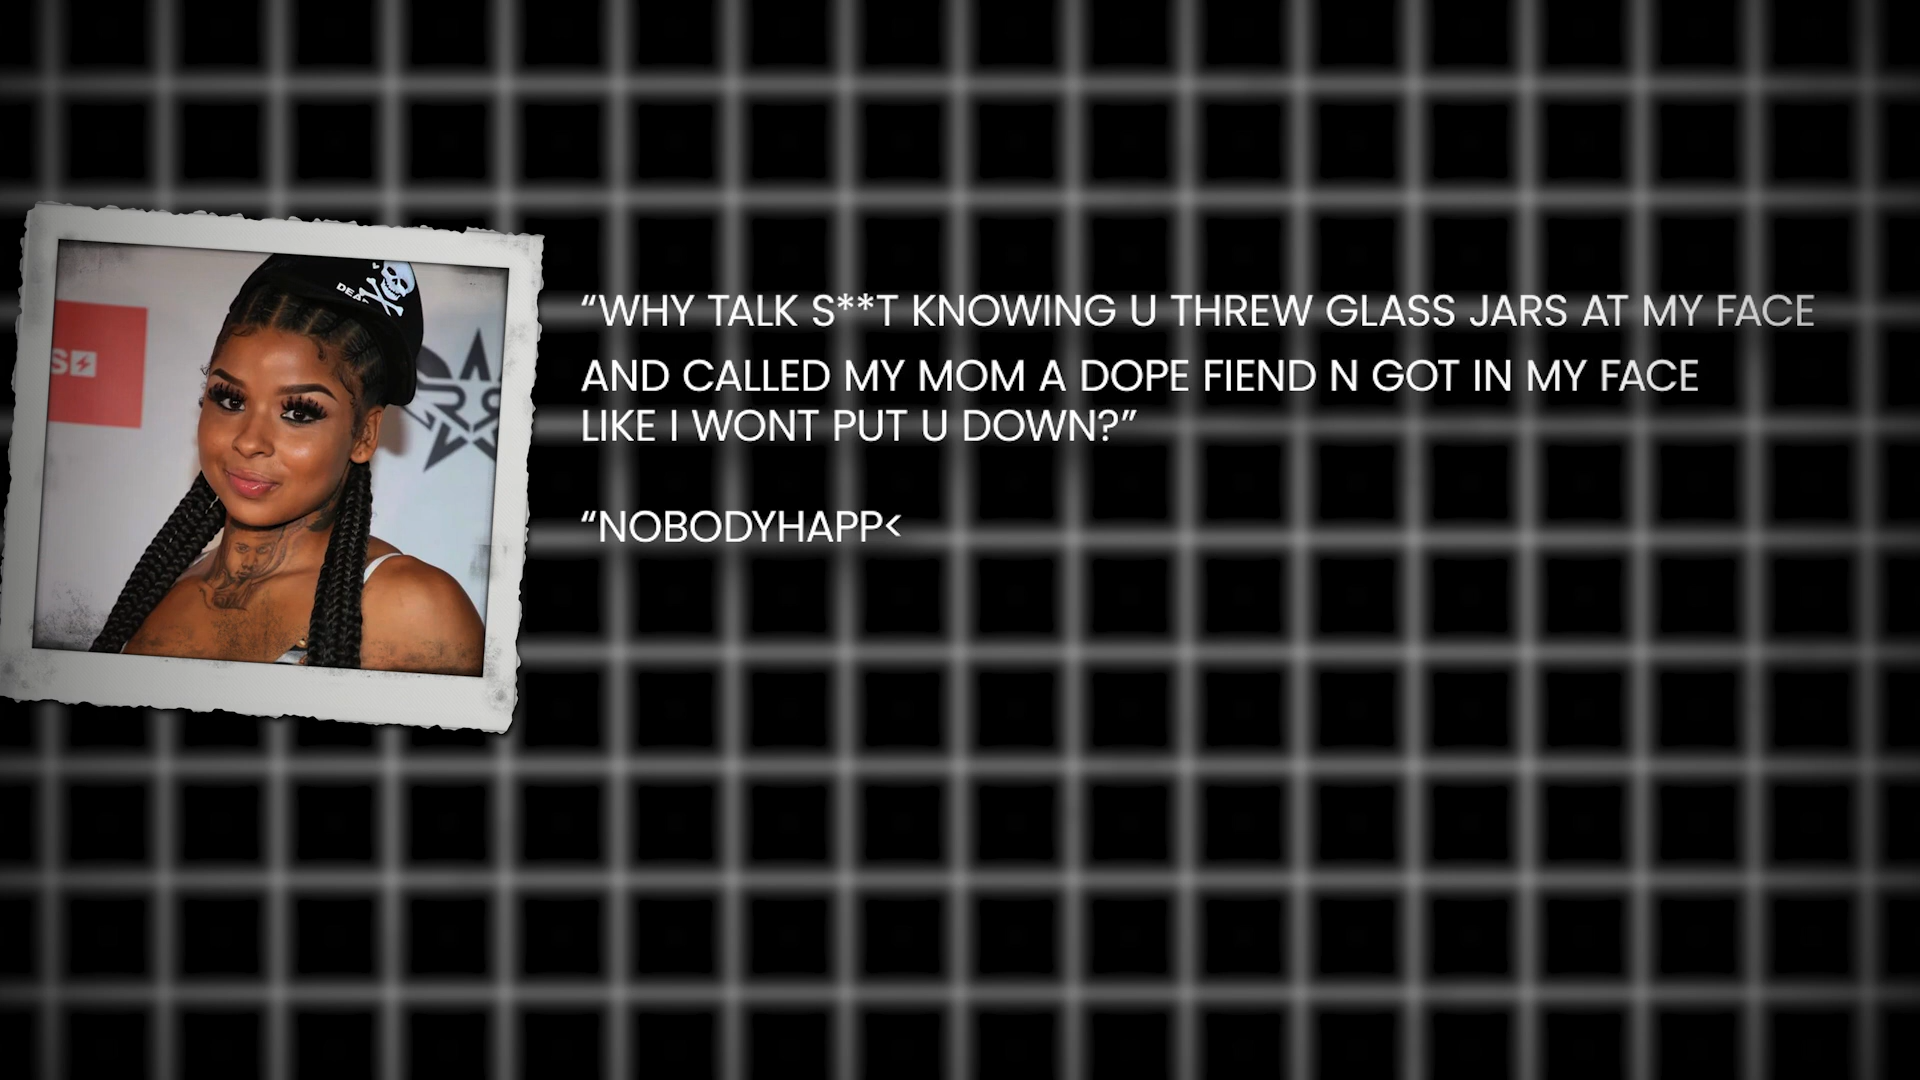 DEA
S
“WHY TALK S**T KNOWING U THREW GLASS JARS AT MY FACE
AND CALLED MY MOM A DOPE FIEND N GOT IN MY FACE
LIKE I WONT PUT U DOWN?”
“NOBODYHAPP<